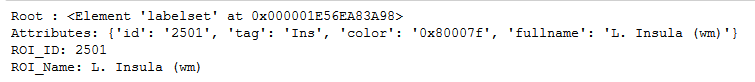 Root : <Element 'labelset' at 0x000001E56EA83A98>
Attributes: {'id': '2501', 'tag': 'Ins', 'color': '0x80007f', 'fullname': 'L. Insula (wm)'}
ROI_ID: 2501
ROI_Name: L. Insula (wm)